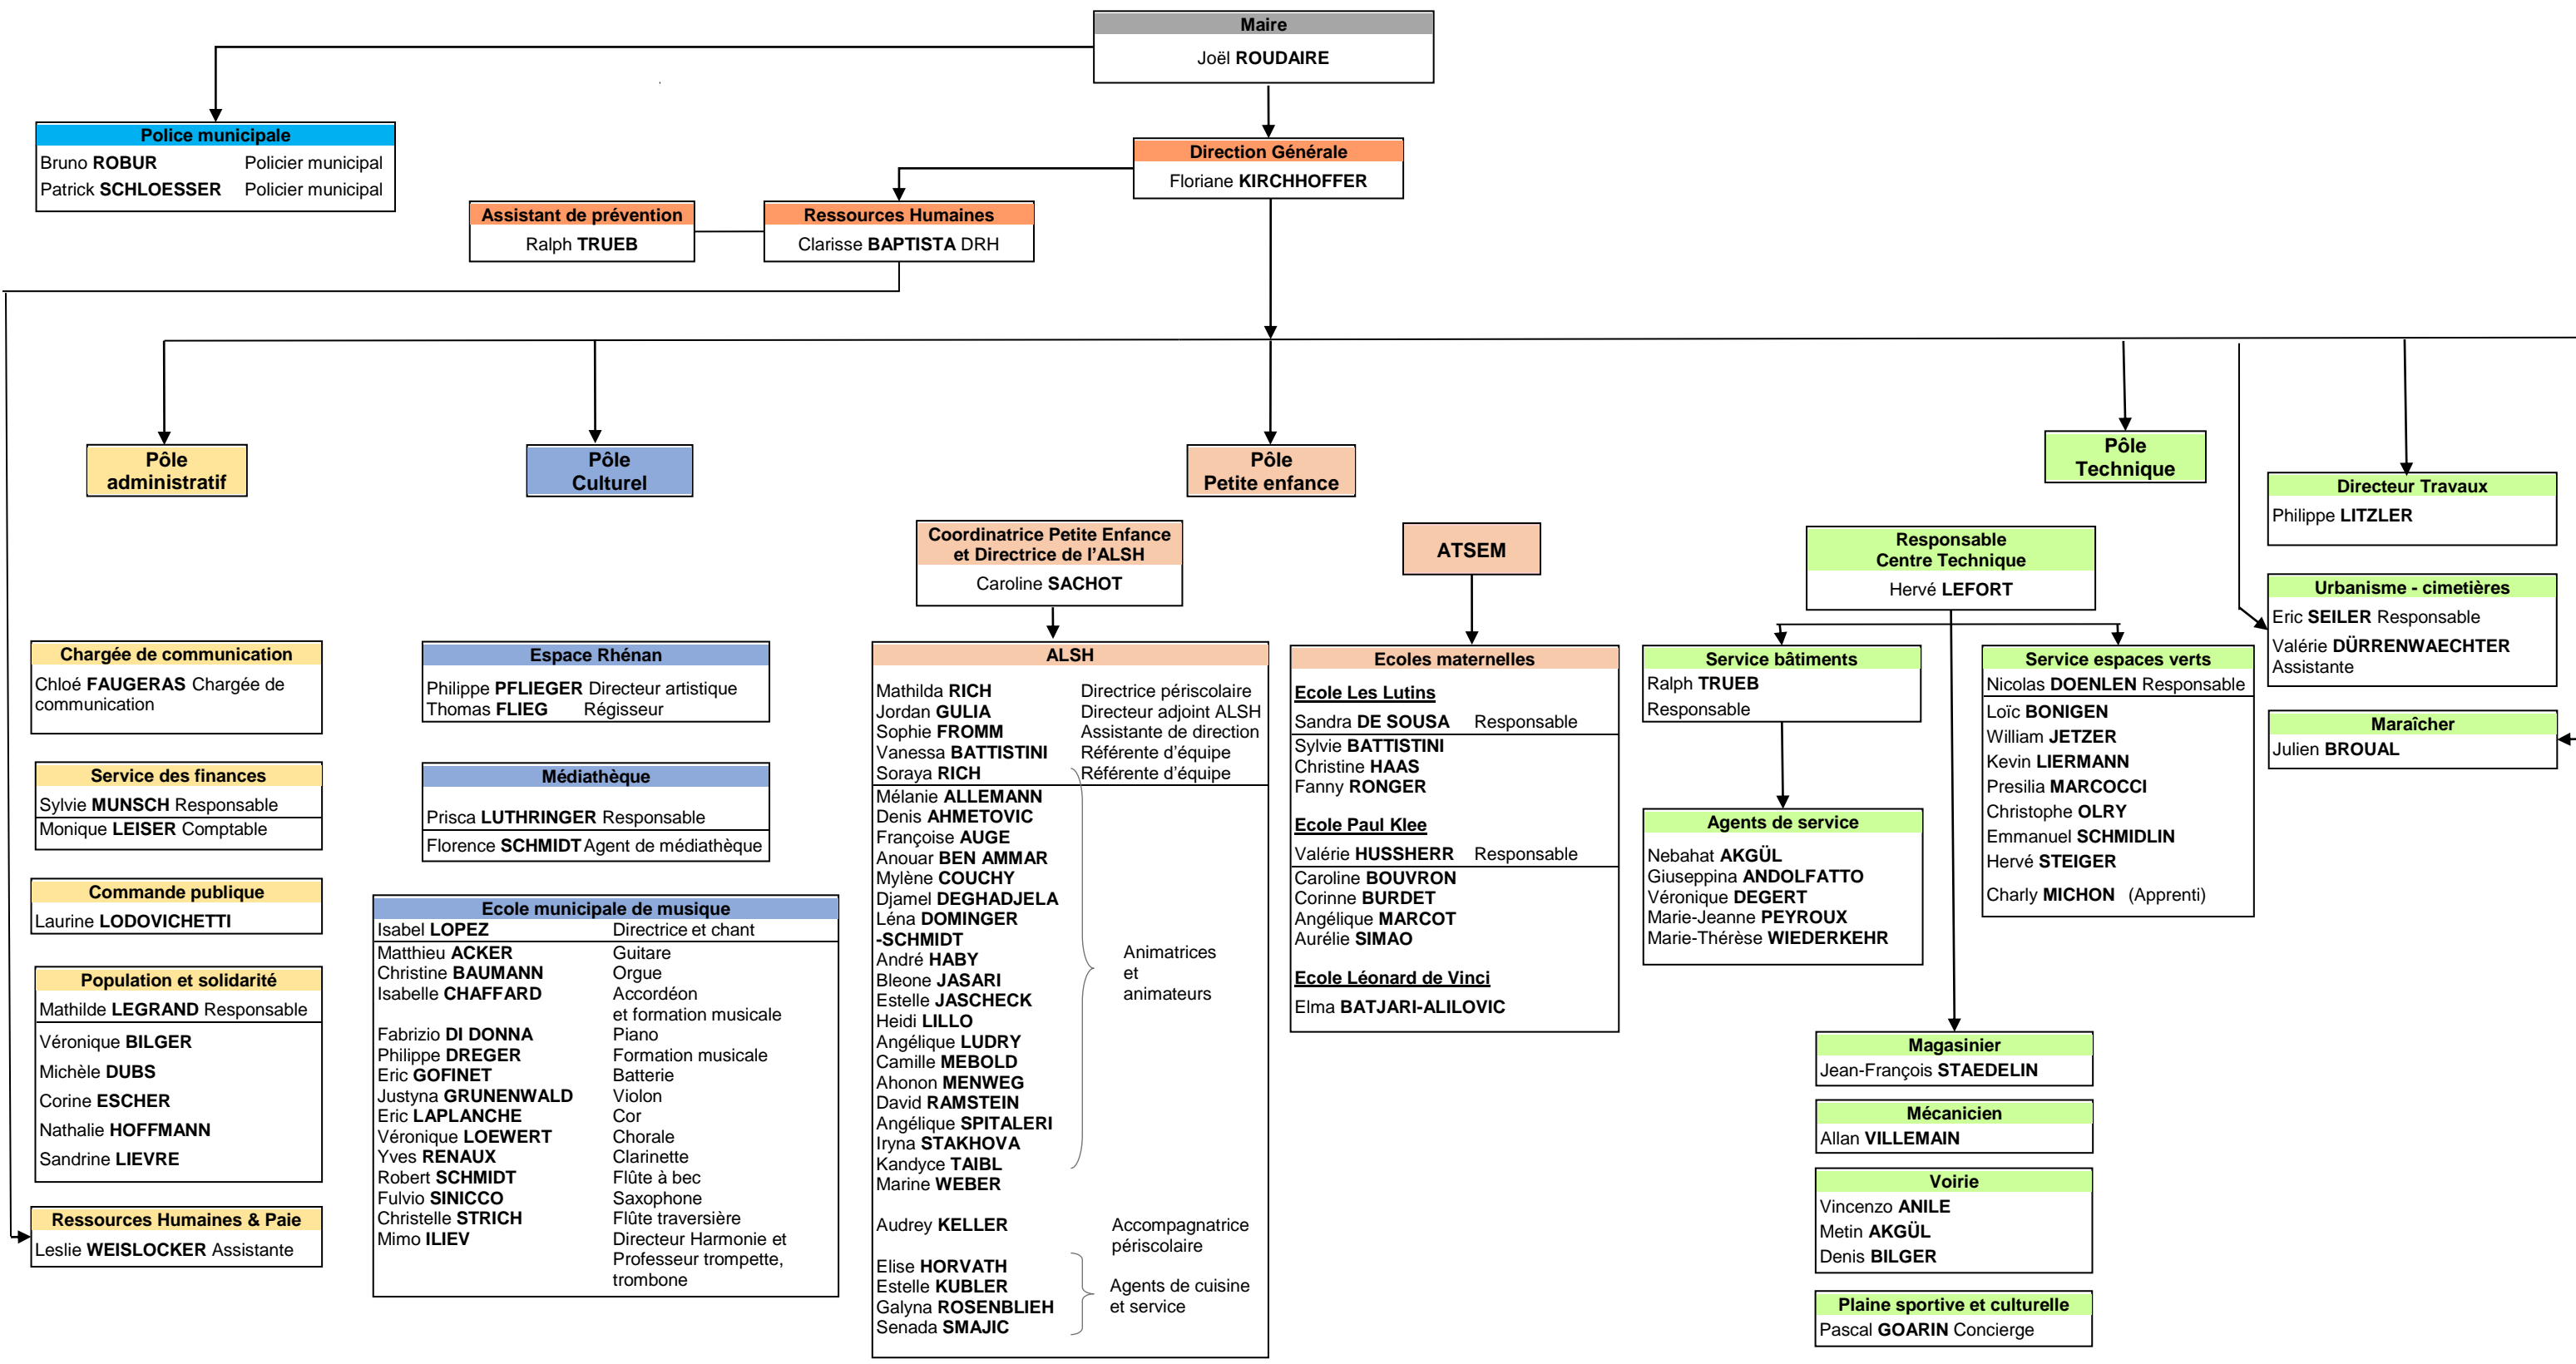 Maire
Joël ROUDAIRE
Police municipale
Bruno ROBUR Policier municipal
Patrick SCHLOESSER Policier municipal
Direction Générale
Floriane KIRCHHOFFER
Assistant de prévention
Ralph TRUEB
Ressources Humaines
Clarisse BAPTISTA DRH
Pôle
administratif
Pôle
Culturel
Pôle
Petite enfance
Pôle
Technique
Chargée de communication
Chloé FAUGERAS Chargée de
communication
Service des finances
Sylvie MUNSCH Responsable
Monique LEISER Comptable
Commande publique
Laurine LODOVICHETTI
Population et solidarité
Mathilde LEGRAND Responsable
Véronique BILGER
Michèle DUBS
Corine ESCHER
Nathalie HOFFMANN
Sandrine LIEVRE
Ressources Humaines & Paie
Leslie WEISLOCKER Assistante
Espace Rhénan
Philippe PFLIEGER Directeur artistique
Thomas FLIEG Régisseur
Médiathèque
Prisca LUTHRINGER Responsable
Florence SCHMIDT Agent de médiathèque
Ecole municipale de musique
Isabel LOPEZ Directrice et chant
Matthieu ACKER Guitare
Christine BAUMANN Orgue
Isabelle CHAFFARD Accordéon
et formation musicale
Fabrizio DI DONNA Piano
Philippe DREGER Formation musicale
Eric GOFINET Batterie
Justyna GRUNENWALD Violon
Eric LAPLANCHE Cor
Véronique LOEWERT Chorale
Yves RENAUX Clarinette
Robert SCHMIDT Flûte à bec
Fulvio SINICCO Saxophone
Christelle STRICH Flûte traversière
Mimo ILIEV Directeur Harmonie et
Professeur trompette,
trombone
Coordinatrice Petite Enfance
et Directrice de l'ALSH
Caroline SACHOT
ALSH
Mathilda RICH Directrice périscolaire
Jordan GULIA Directeur adjoint ALSH
Sophie FROMM Assistante de direction
Vanessa BATTISTINI Référente d'équipe
Soraya RICH Référente d'équipe
Mélanie ALLEMANN
Denis AHMETOVIC
Françoise AUGE
Anouar BEN AMMAR
Mylène COUCHY
Djamel DEGHADJELA
Léna DOMINGER
-SCHMIDT
André HABY
Bleone JASARI
Estelle JASCHECK
Heidi LILLO
Angélique LUDRY
Camille MEBOLD
Ahonon MENWEG
David RAMSTEIN
Angélique SPITALERI
Iryna STAKHOVA
Kandyce TAIBL
Marine WEBER
Animatrices
et
animateurs
Audrey KELLER Accompagnatrice
périscolaire
Elise HORVATH
Estelle KUBLER
Galyna ROSENBLIEH
Senada SMAJIC
Agents de cuisine
et service
ATSEM
Ecoles maternelles
Ecole Les Lutins
Sandra DE SOUSA Responsable
Sylvie BATTISTINI
Christine HAAS
Fanny RONGER
Ecole Paul Klee
Valérie HUSSHERR Responsable
Caroline BOUVRON
Corinne BURDET
Angélique MARCOT
Aurélie SIMAO
Ecole Léonard de Vinci
Elma BATJARI-ALILOVIC
Responsable
Centre Technique
Hervé LEFORT
Service bâtiments
Ralph TRUEB
Responsable
Agents de service
Nebahat AKGÜL
Giuseppina ANDOLFATTO
Véronique DEGERT
Marie-Jeanne PEYROUX
Marie-Thérèse WIEDERKEHR
Service espaces verts
Nicolas DOENLEN Responsable
Loïc BONIGEN
William JETZER
Kevin LIERMANN
Presilia MARCOCCI
Christophe OLRY
Emmanuel SCHMIDLIN
Hervé STEIGER
Charly MICHON (Apprenti)
Magasinier
Jean-François STAEDELIN
Mécanicien
Allan VILLEMAIN
Voirie
Vincenzo ANILE
Metin AKGÜL
Denis BILGER
Plaine sportive et culturelle
Pascal GOARIN Concierge
Directeur Travaux
Philippe LITZLER
Urbanisme - cimetières
Eric SEILER Responsable
Valérie DÜRRENWAECHTER
Assistante
Maraîcher
Julien BROUAL